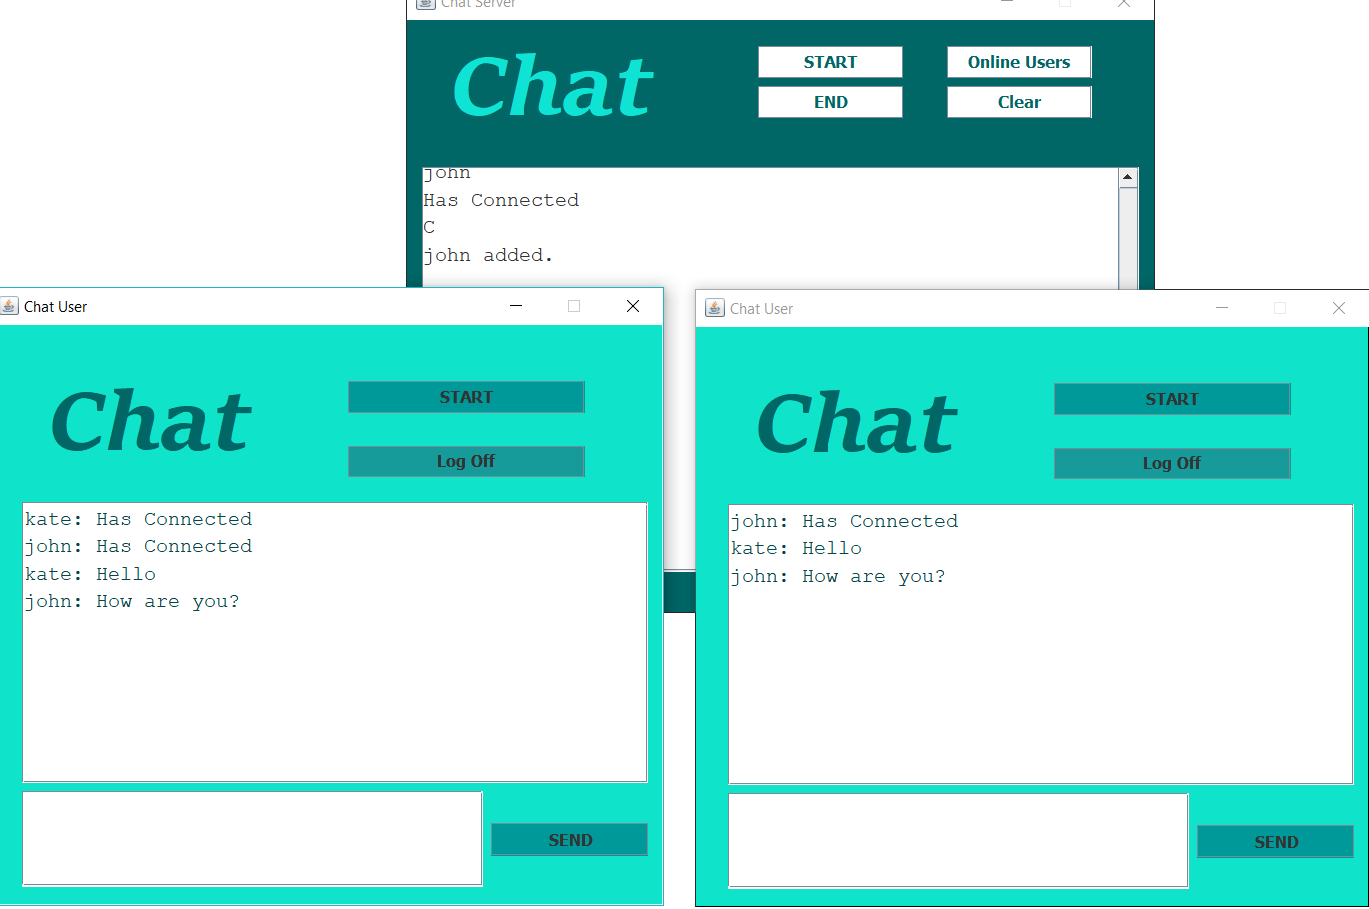 Chat Server
Chat
START
Online Users
END
Clear
john
Has Connected
C
john added.
Chat User
Chat
START
Log Off
kate: Has Connected
john: Has Connected
kate: Hello
john: How are you?
SEND
Chat User
Chat
START
Log Off
john: Has Connected
kate: Hello
john: How are you?
SEND